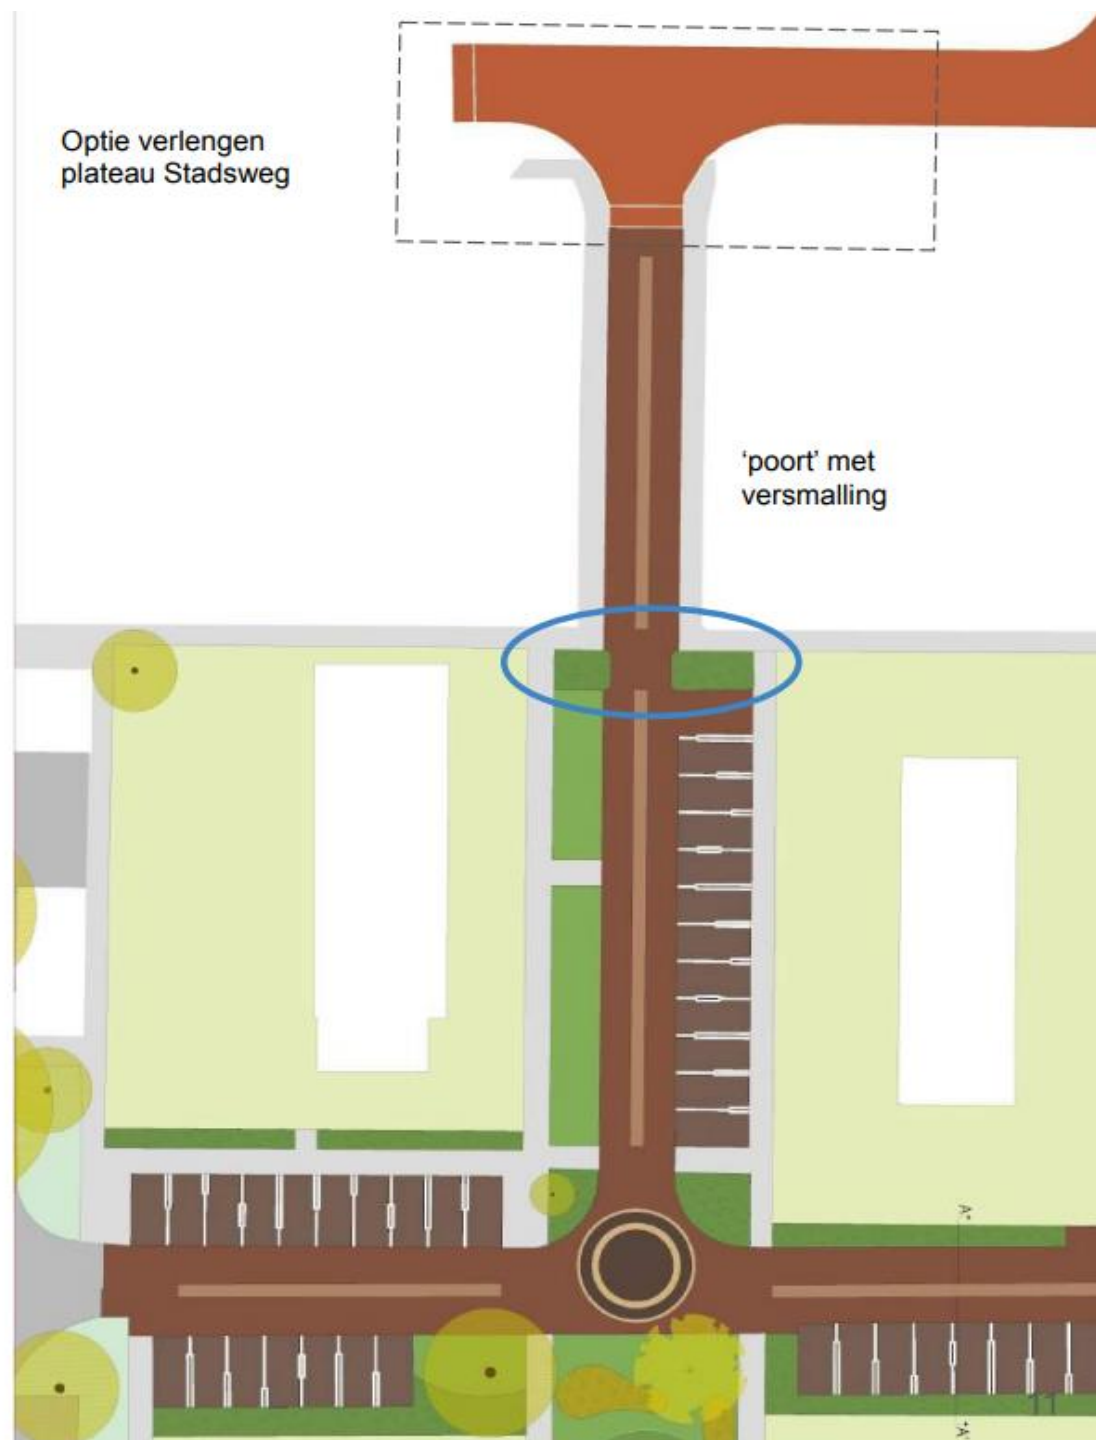 Optie verlengen
plateau Stadsweg
‘poort’ met
versmalling
A"
11
"A'